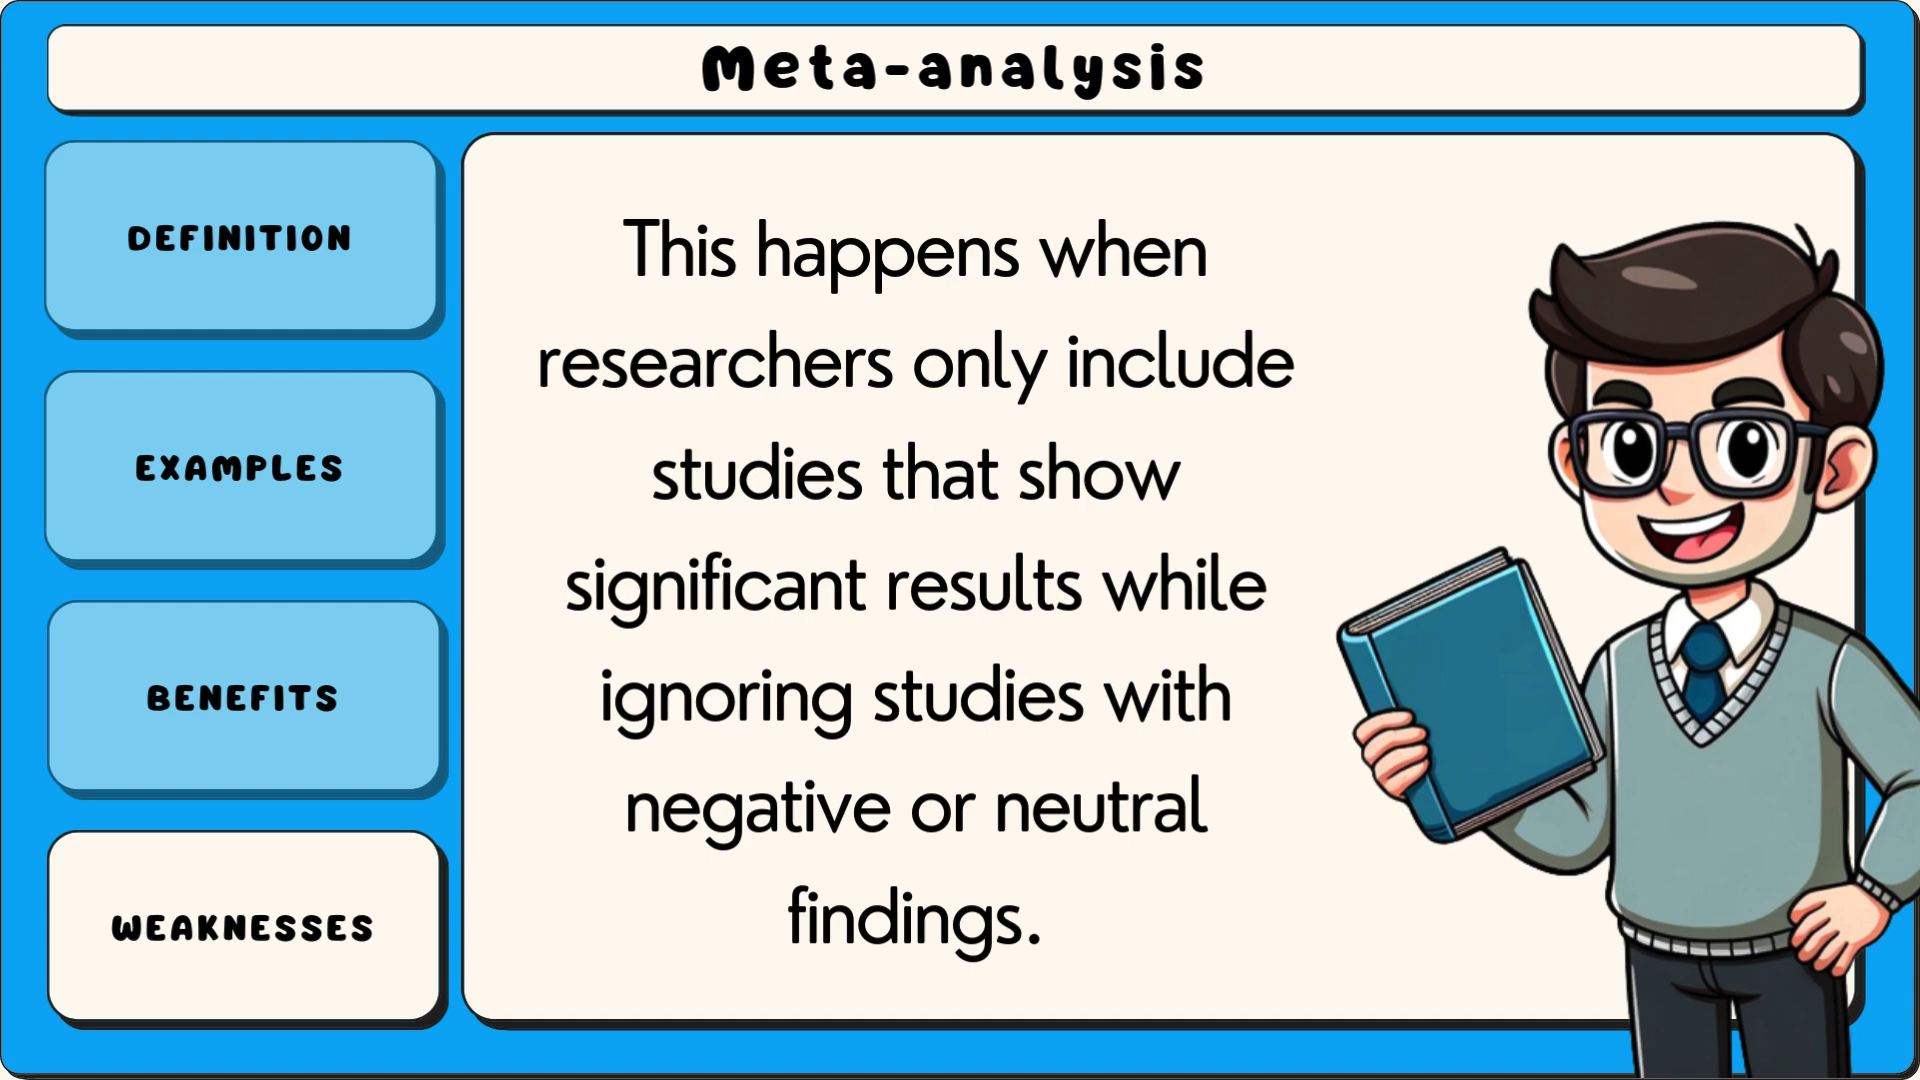 Meta-analysis
DEFINITION
EXAMPLES
BENEFITS
WEAKNESSES
This happens when
researchers only include
studies that show
significant results while
ignoring studies with
negative or neutral
findings.